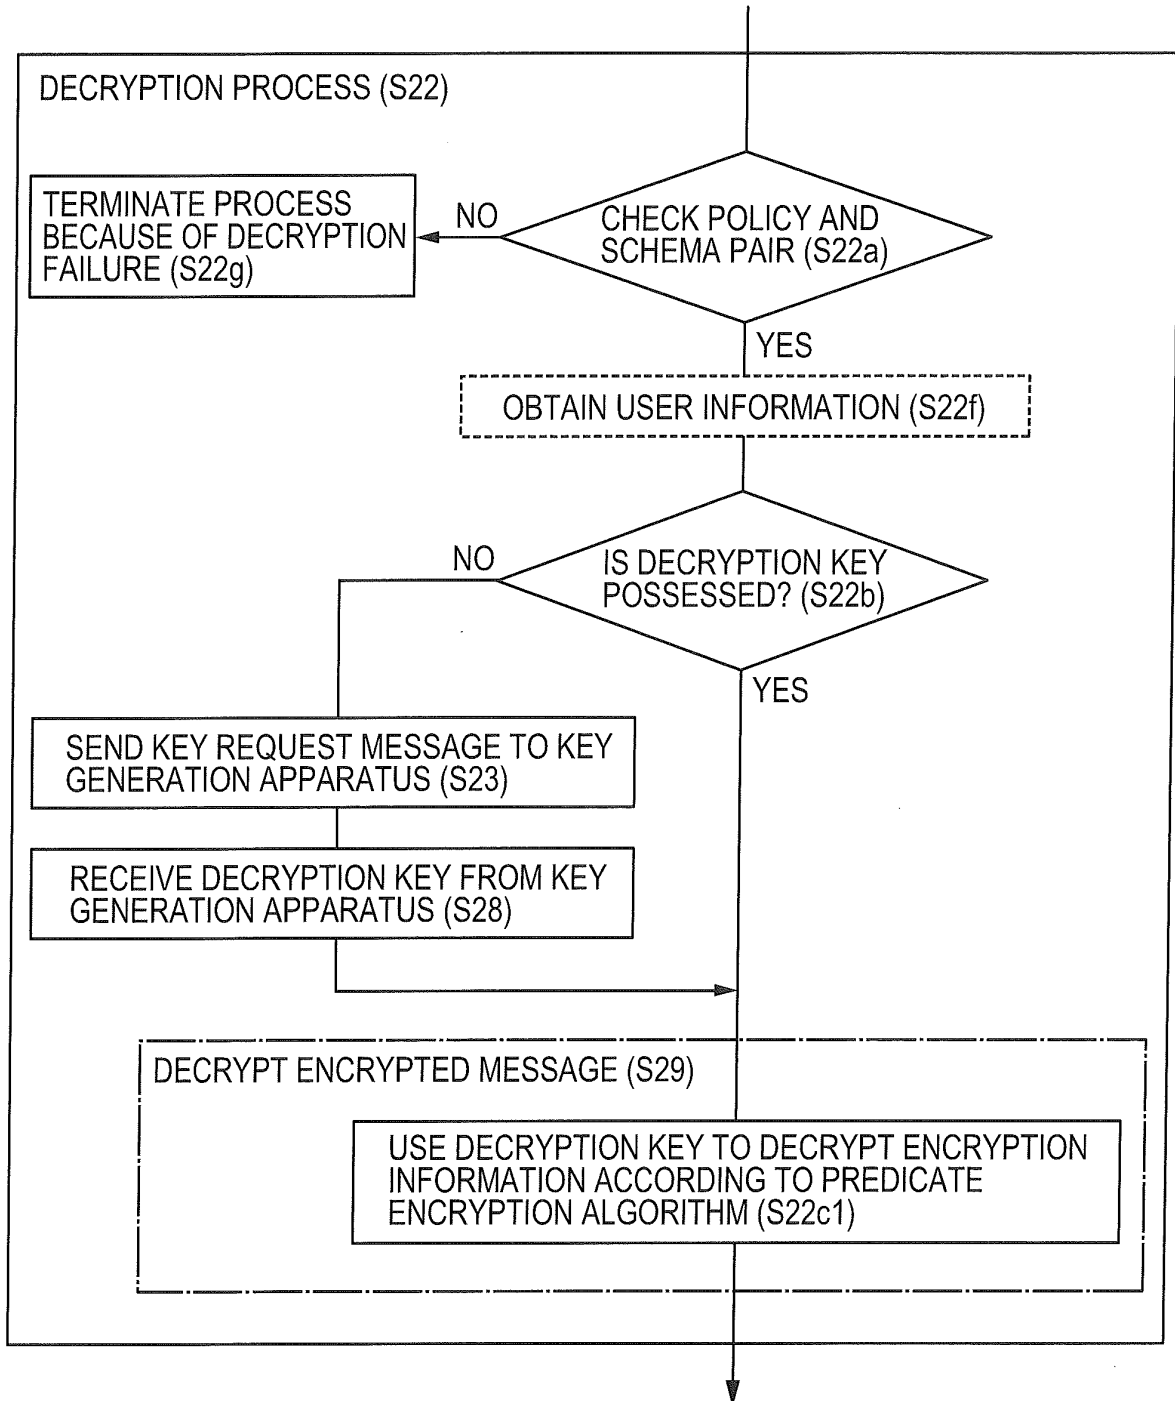 DECRYPTION PROCESS (S22)
TERMINATE PROCESS
BECAUSE OF DECRYPTION
FAILURE (S22g)
NO
CHECK POLICY AND
SCHEMA PAIR (S22a)
YES
OBTAIN USER INFORMATION (S22f)
NO
IS DECRYPTION KEY
POSSESSED? (S22b)
YES
SEND KEY REQUEST MESSAGE TO KEY
GENERATION APPARATUS (S23)
RECEIVE DECRYPTION KEY FROM KEY
GENERATION APPARATUS (S28)
DECRYPT ENCRYPTED MESSAGE (S29)
USE DECRYPTION KEY TO DECRYPT ENCRYPTION
INFORMATION ACCORDING TO PREDICATE
ENCRYPTION ALGORITHM (S22c1)